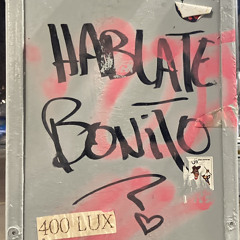 HABLATE
BONITO
?
400 LUX